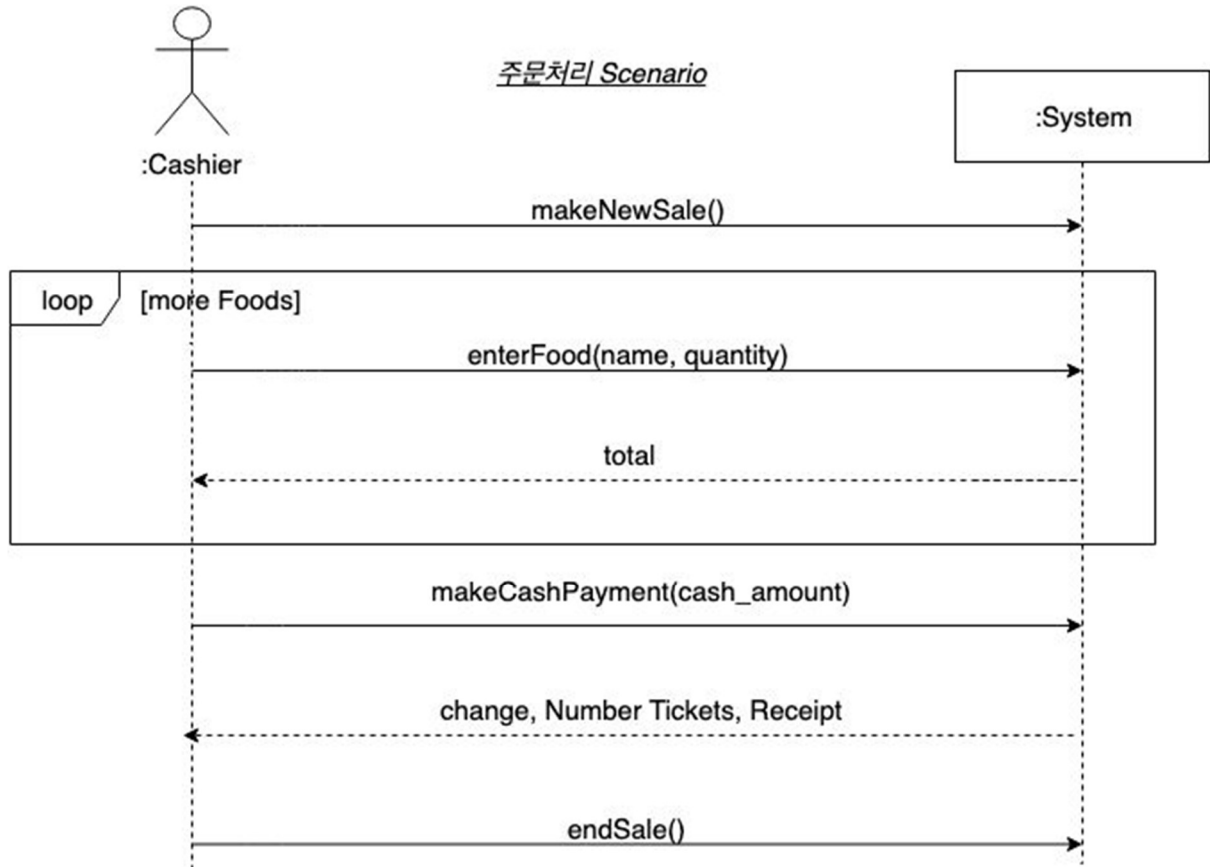 주문처리 Scenario
:System
:Cashier
makeNewSale()
loop
[more Foods]
enterFood(name, quantity)
total
makeCashPayment(cash_amount)
change, Number Tickets, Receipt
endSale()